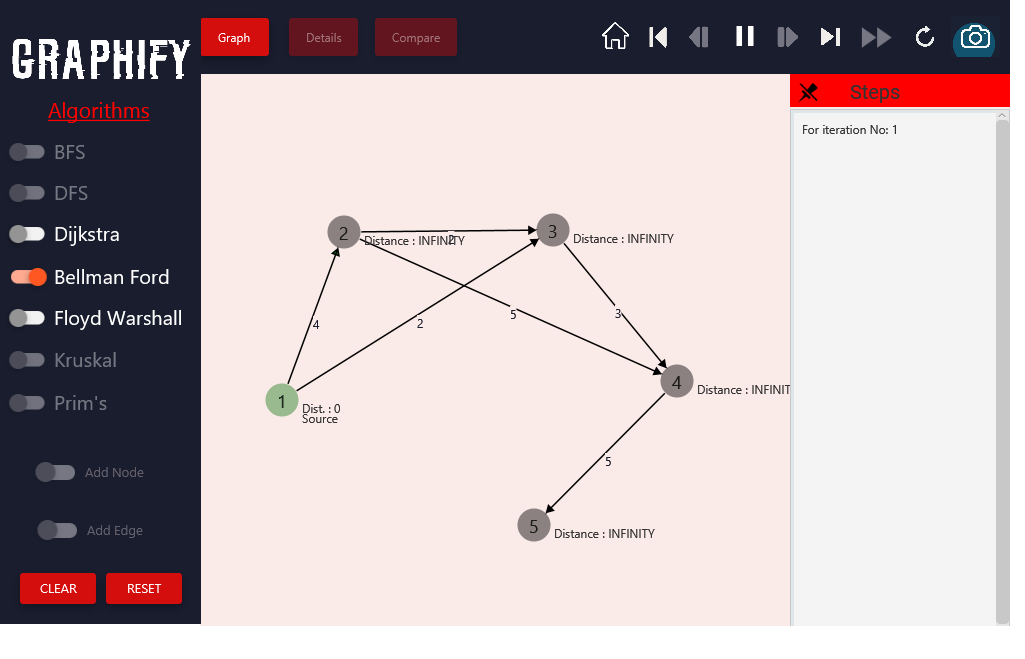 GRAPHIFY
Graph
Details
Compare
Algorithms
BFS
DFS
Dijkstra
Bellman Ford
Floyd Warshall
Kruskal
Prim's
Add Node
Add Edge
CLEAR
RESET
2
Distance : INFINITY
2
3
Distance : INFINITY
4
2
5
3
4
Distance : INFINIT
1
Dist. : 0
Source
5
5
Distance : INFINITY
Steps
For iteration No: 1